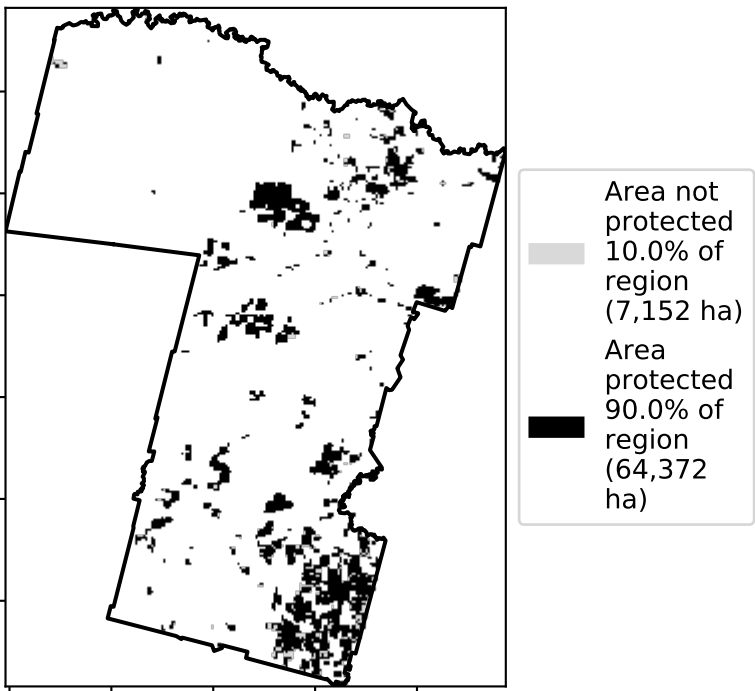 Area not
protected
10.0% of
region
(7,152 ha)
Area
protected
90.0% of
region
(64,372
ha)